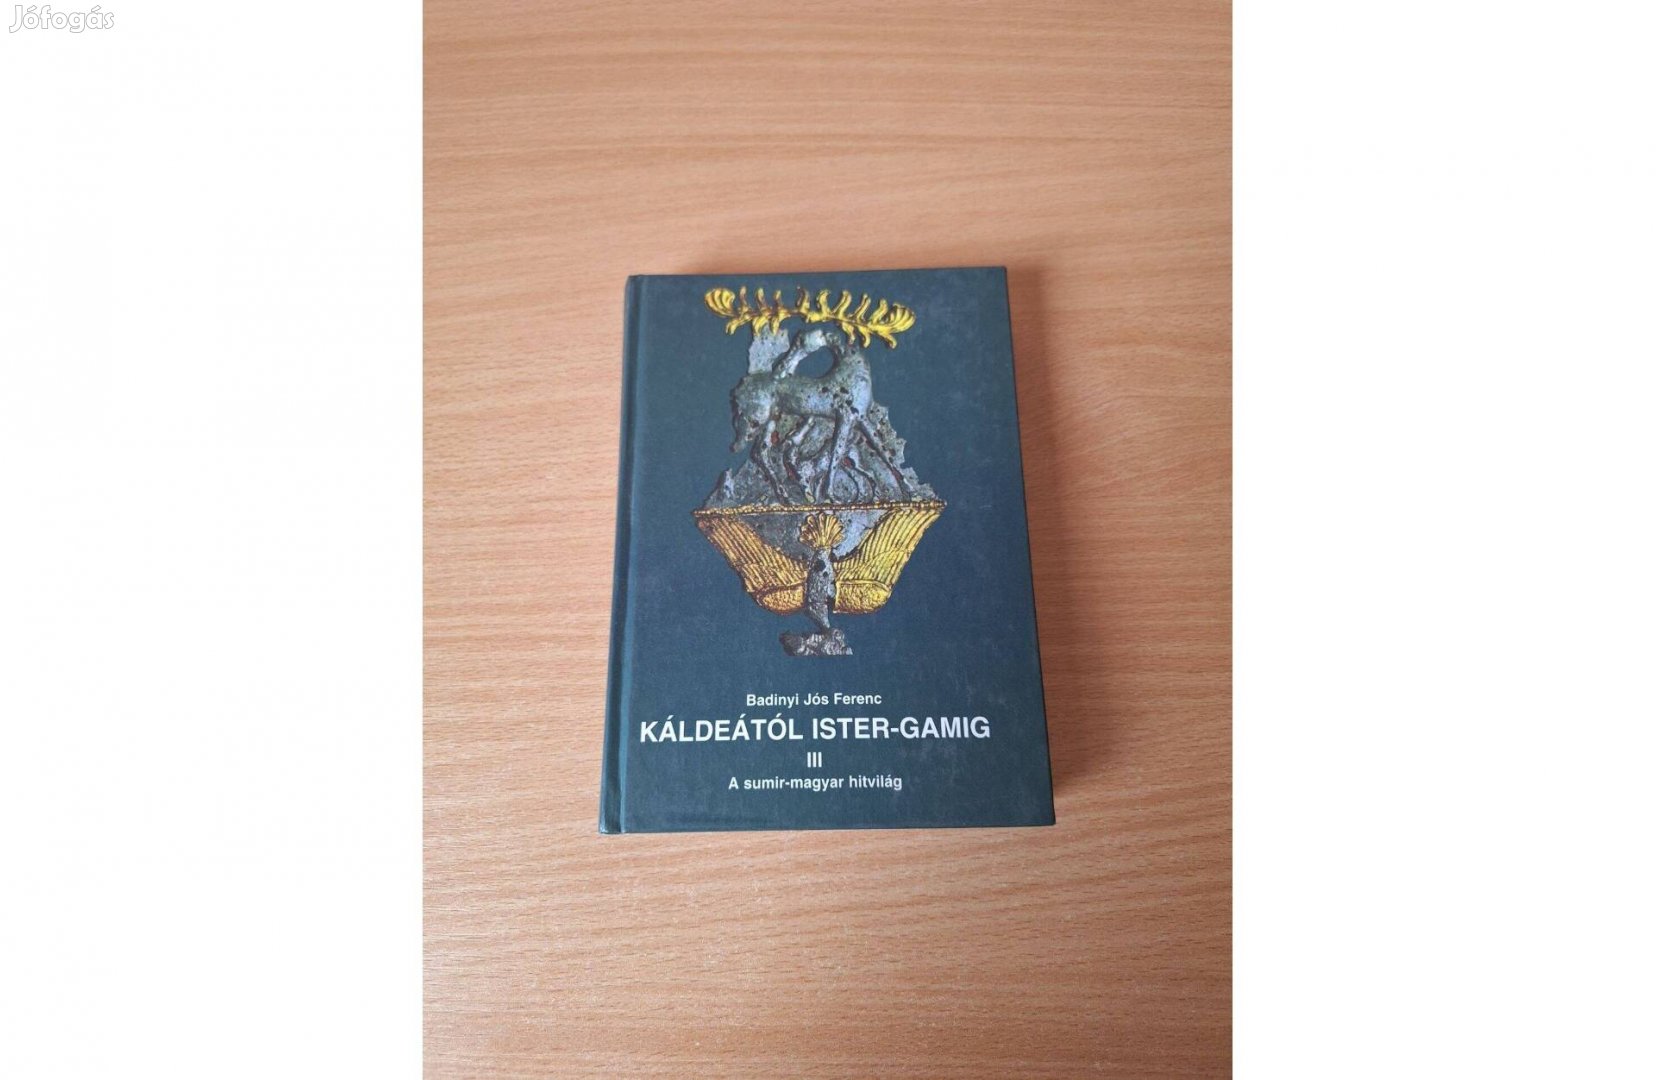 Jófogás
Badinyi Jós Ferenc
KÁLDEÁTÓL ISTER-GAMIG
III
A sumir-magyar hitvilág